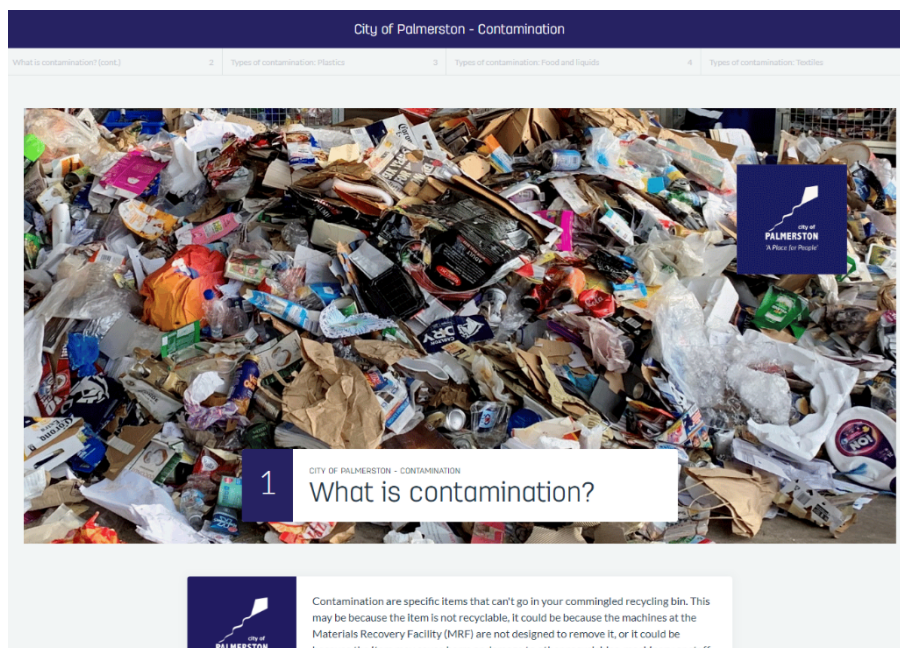 City of Palmerston - Contamination
What is contamination? (cont.) 2 Types of contamination: Plastics 3 Types of contamination: Food and liquids 4 Types of contamination: Textiles
city of
PALMERSTON
'A Place for People'
CARLTON
DRY
Corona
ION
1
CITY OF PALMERSTON - CONTAMINATION
What is contamination?
Contamination are specific items that can't go in your commingled recycling bin. This
may be because the item is not recyclable, it could be because the machines at the
Materials Recovery Facility (MRF) are not designed to remove it, or it could be
city of
PALMERSTON